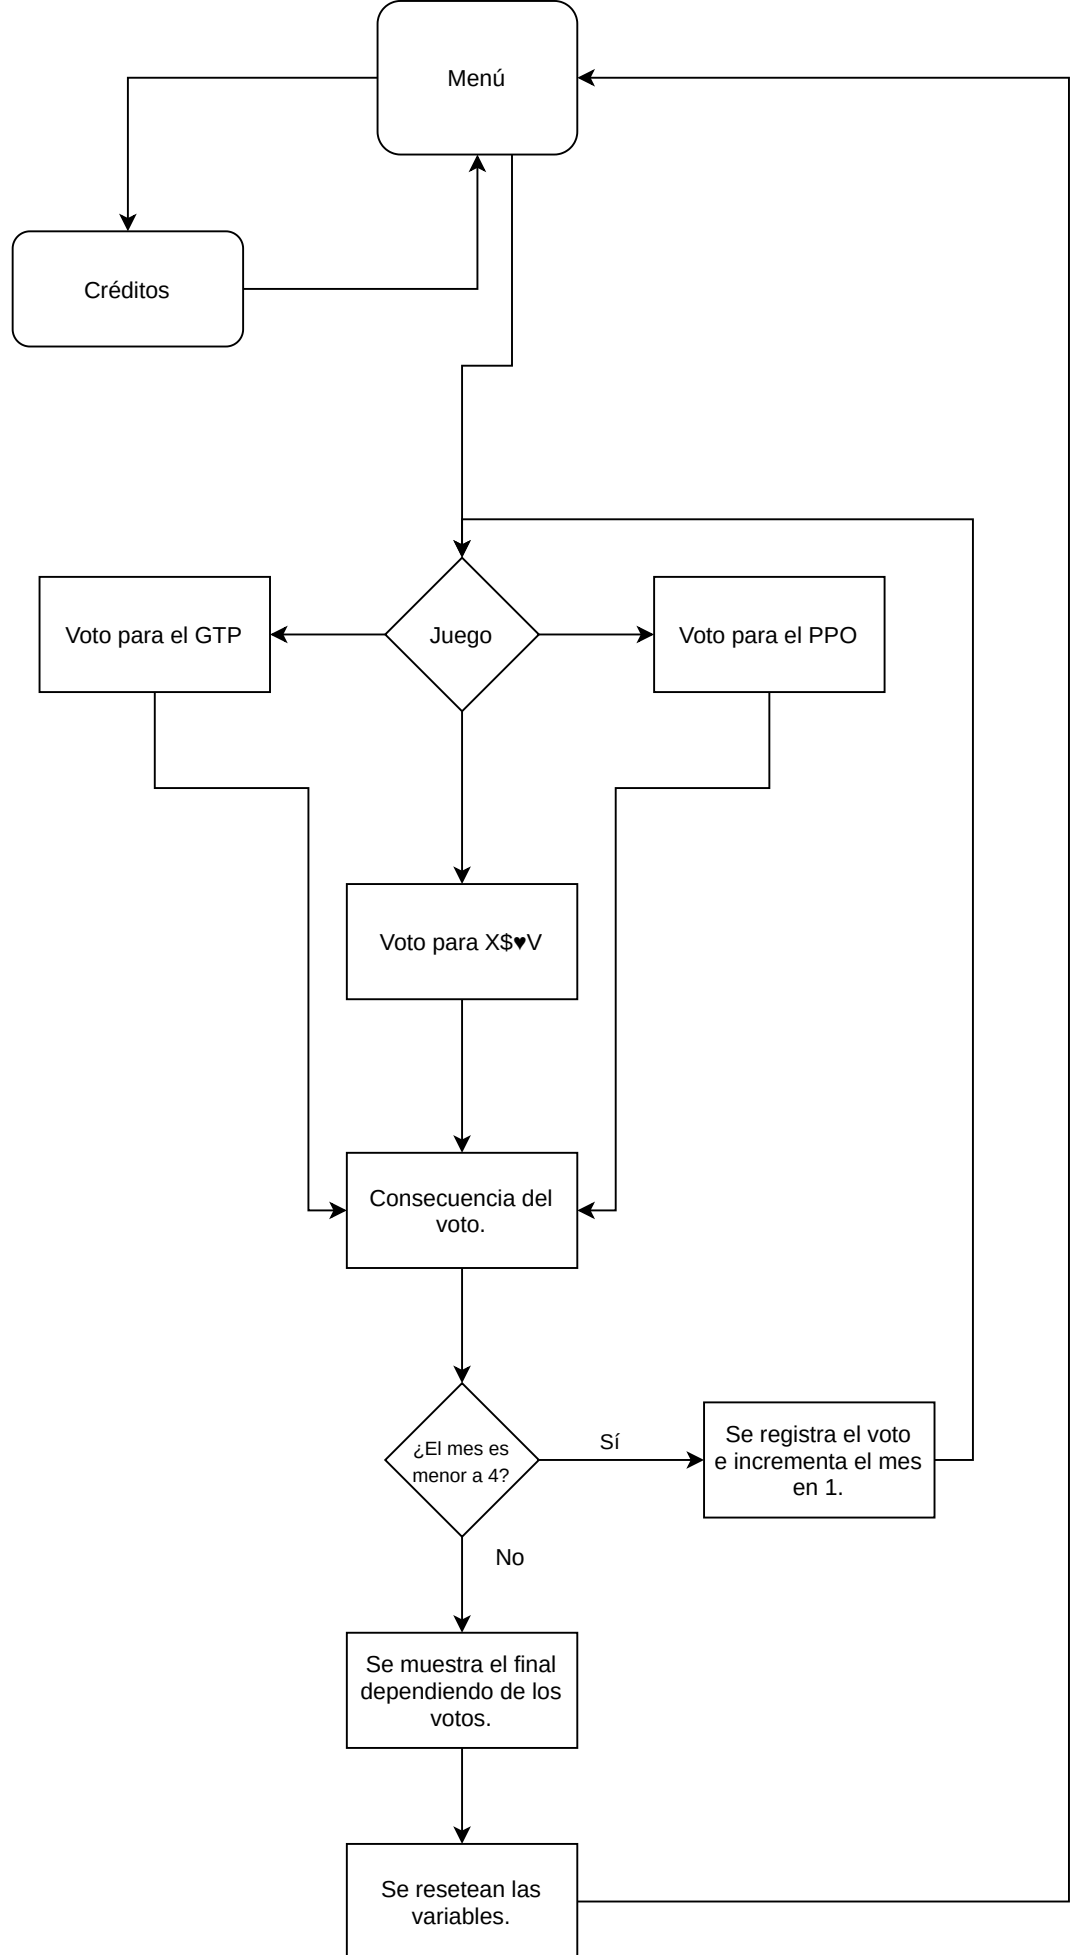 Menú
Créditos
Voto para el GTP
Juego
Voto para el PPO
Voto para X$♥V
Consecuencia del
voto.
¿El mes es
menor a 4?
Sí
Se registra el voto
e incrementa el mes
en 1.
No
Se muestra el final
dependiendo de los
votos.
Se resetean las
variables.